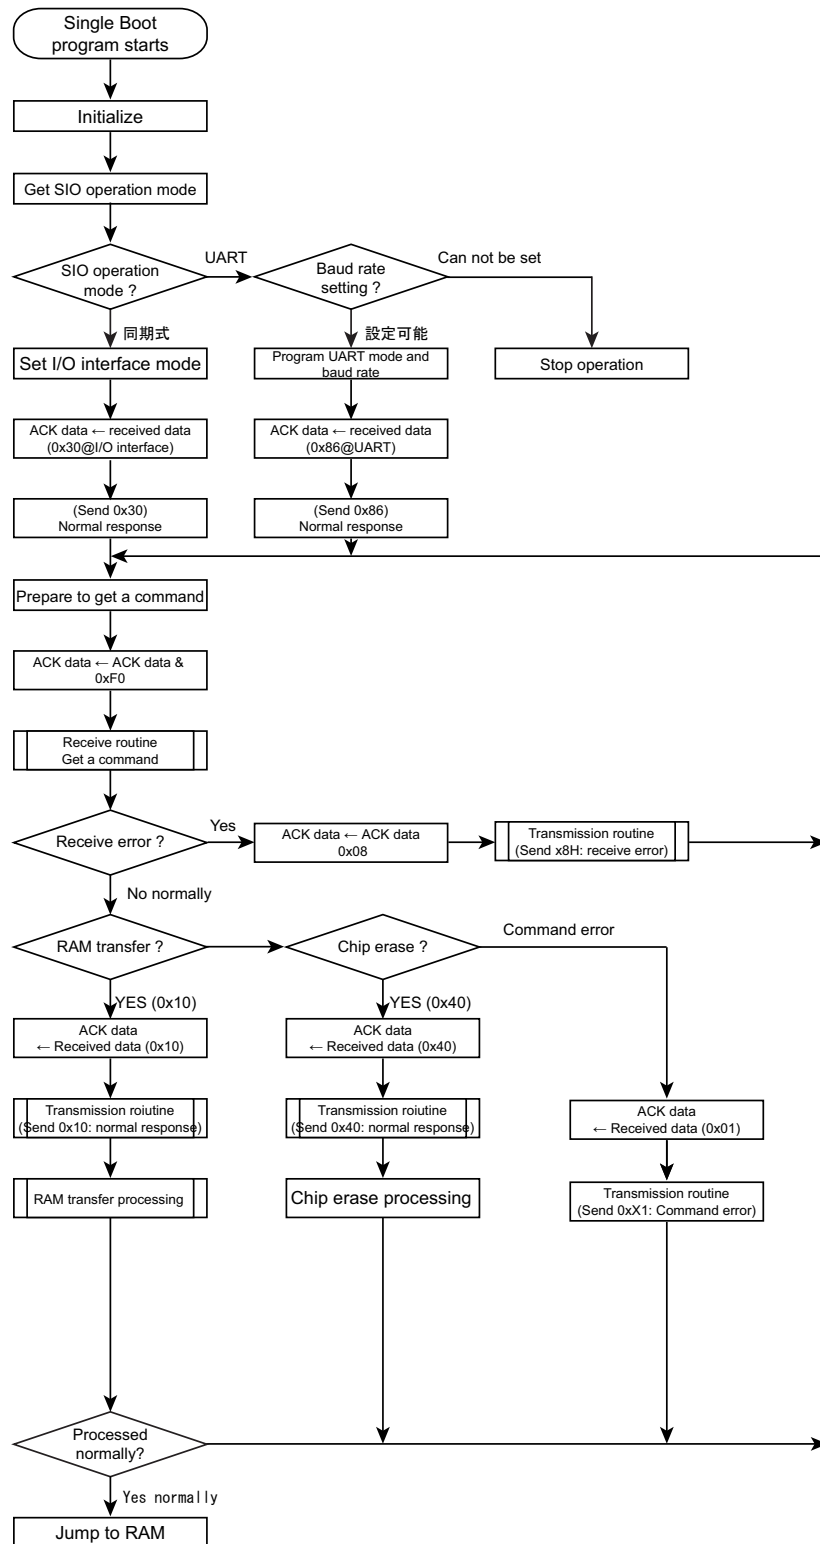 Single Boot
program starts
Initialize
Get SIO operation mode
SIO operation
mode ?
UART
Baud rate
setting ?
Can not be set
同期式
設定可能
Set I/O interface mode
Program UART mode and
baud rate
Stop operation
ACK data ← received data
(0x30@I/O interface)
ACK data ← received data
(0x86@UART)
(Send 0x30)
Normal response
(Send 0x86)
Normal response
Prepare to get a command
ACK data ← ACK data &
0xF0
Receive routine
Get a command
Receive error ?
Yes
ACK data ← ACK data
0x08
Transmission routine
(Send x8H: receive error)
No normally
RAM transfer ?
Chip erase ?
Command error
YES (0x10)
YES (0x40)
ACK data
← Received data (0x10)
ACK data
← Received data (0x40)
Transmission roiutine
(Send 0x10: normal response)
Transmission roiutine
(Send 0x40: normal response)
ACK data
← Received data (0x01)
RAM transfer processing
Chip erase processing
Transmission routine
(Send 0xX1: Command error)
Processed
normally?
Yes normally
Jump to RAM